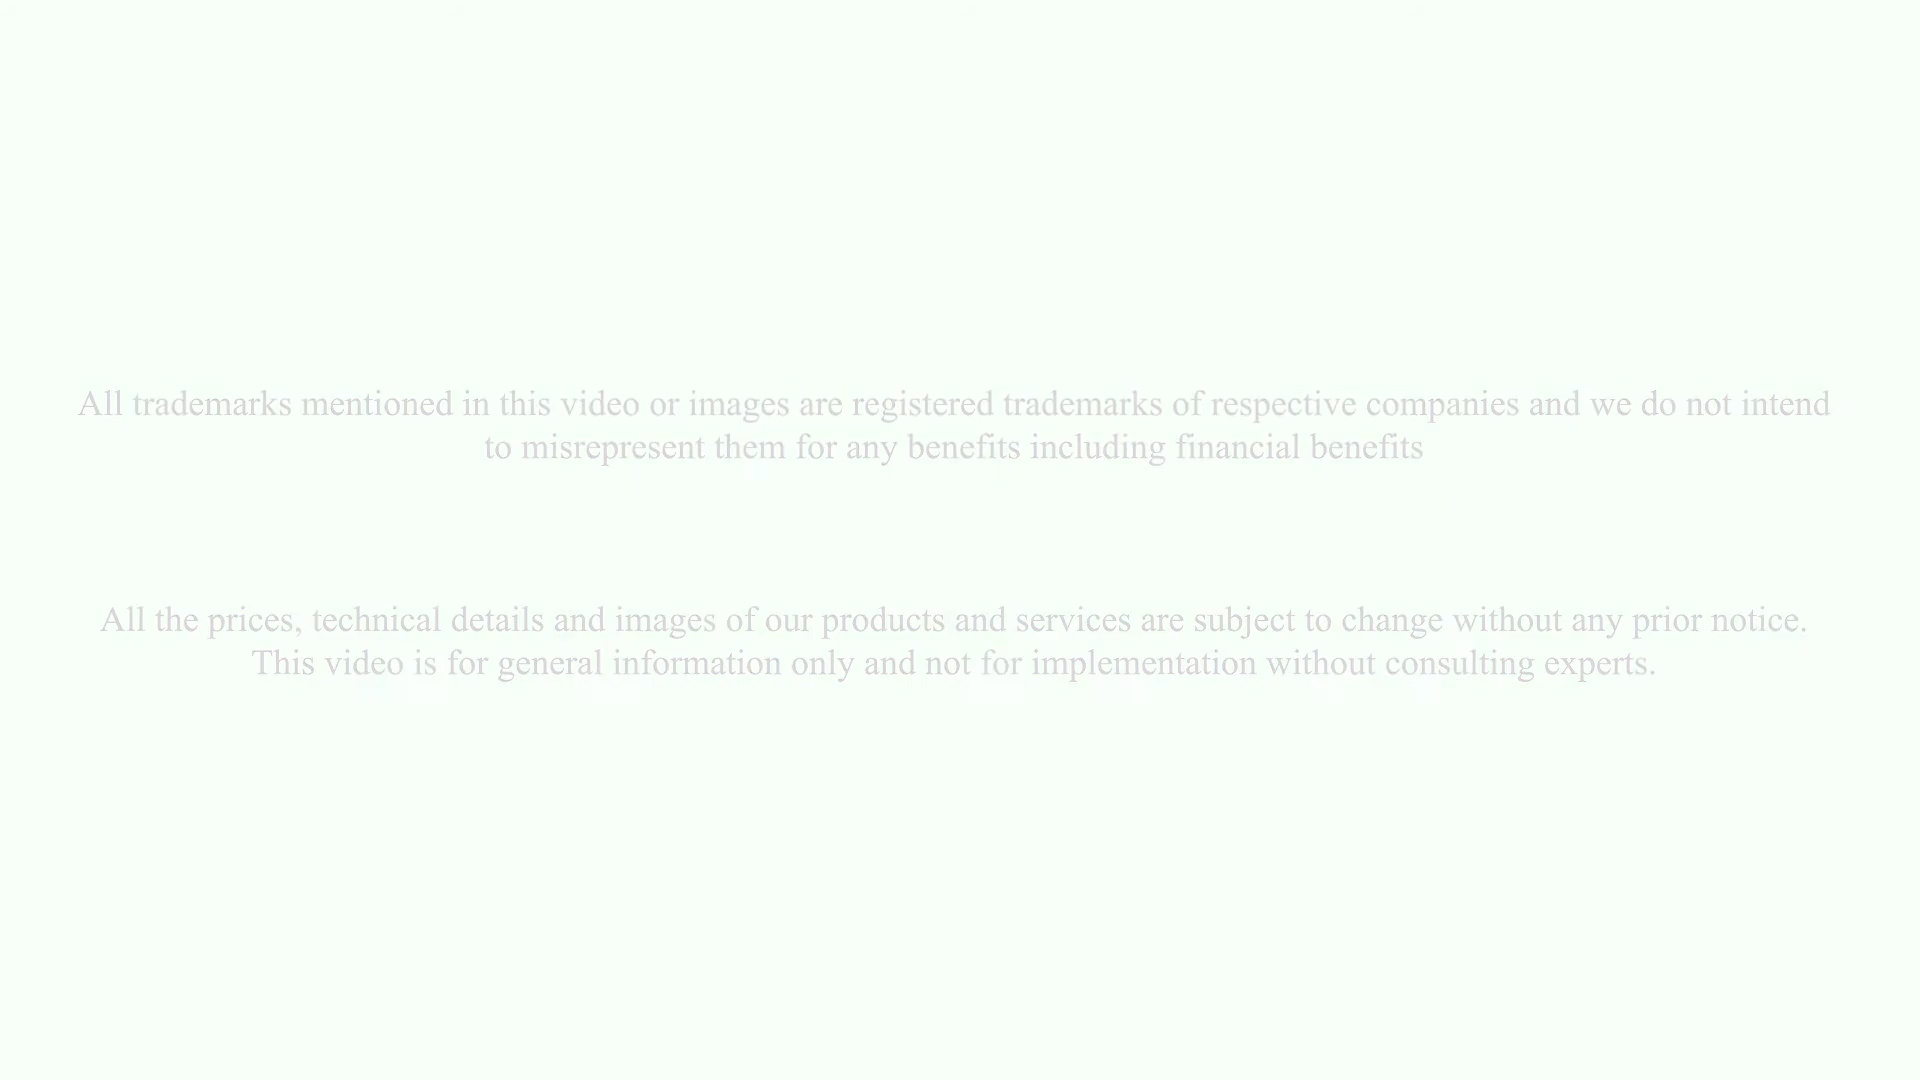 All trademarks mentioned in this video or images are registered trademarks of respective companies and we do not intend
to misrepresent them for any benefits including financial benefits
All the prices, technical details and images of our products and services are subject to change without any prior notice.
This video is for general information only and not for implementation without consulting experts.